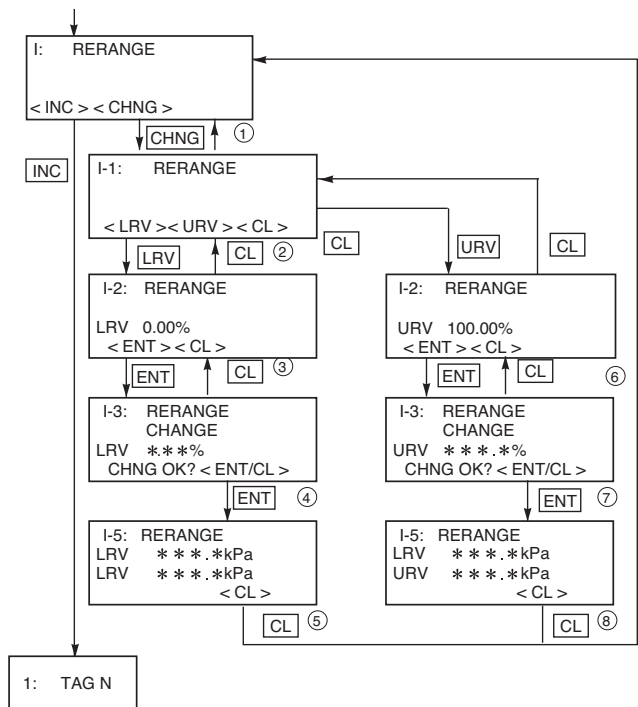 I: RERANGE
< INC > < CHNG >
CHNG ①
INC
I-1: RERANGE
< LRV >< URV >< CL >
LRV CL ② CL URV CL
I-2: RERANGE
LRV 0.00%
< ENT >< CL >
③
ENT CL
I-2: RERANGE
URV 100.00%
< ENT >< CL >
⑥
ENT CL
I-3: RERANGE
CHANGE
LRV *.**%
CHNG OK? < ENT/CL >
ENT ④
I-3: RERANGE
CHANGE
URV ***.*%
CHNG OK? < ENT/CL >
ENT ⑦
I-5: RERANGE
LRV ***.*kPa
LRV ***.*kPa
< CL >
CL ⑤
I-5: RERANGE
LRV ***.*kPa
URV ***.*kPa
< CL >
CL ⑧
1: TAG N